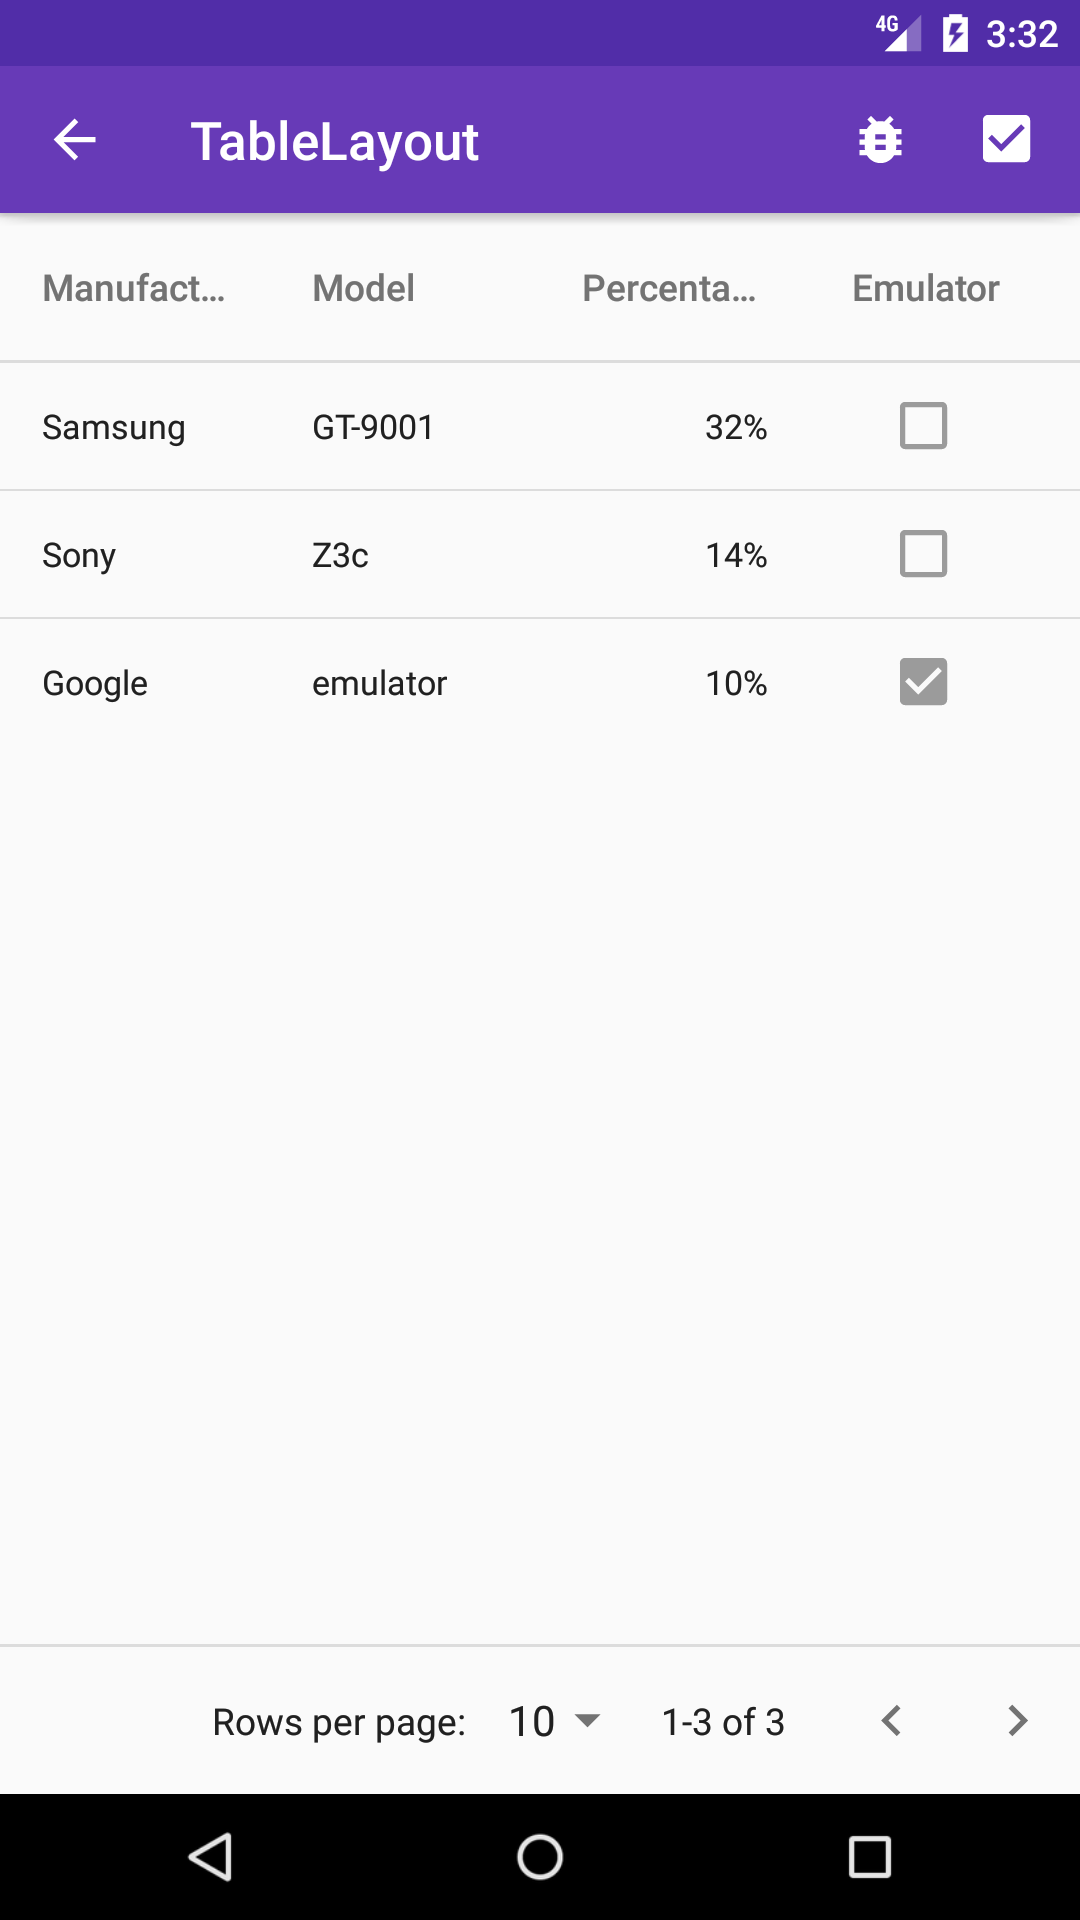 4G 3:32
TableLayout
Manufact... Model Percenta... Emulator
Samsung GT-9001 32%
Sony Z3c 14%
Google emulator 10%
Rows per page: 10 1-3 of 3